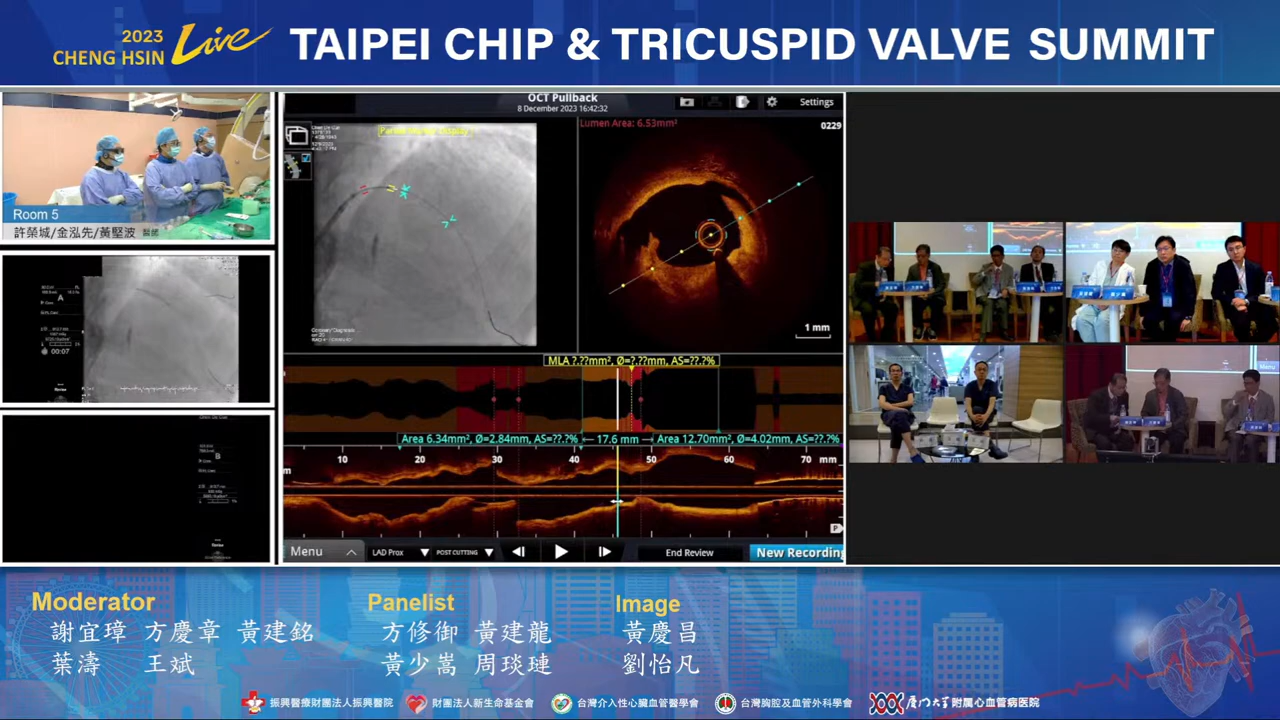 2023
CHENG HSIN Live
TAIPEI CHIP & TRICUSPID VALVE SUMMIT
Room 5
許榮城/金泓先/黃堅波 醫師
A
00:07
B
OCT Pullback
8 December 2023 16:42:32
Settings
Lumen Area: 6.53mm²
0229
1 mm
MLA ?.??mm², Ø=?.??mm, AS=??.?%
Area 6.34mm², Ø=2.84mm, AS=??.?%
17.6 mm
Area 12.70mm², Ø=4.02mm, AS=??.?%
10 20 30 40 50 60 70 mm
P
Menu
LAD Prox
POST CUTTING
End Review
New Recording
Moderator
謝宜璋 方慶章 黃建銘
葉濤 王斌
Panelist
方修御 黃建龍
黃少嵩 周琰璉
Image
黃慶昌
劉怡凡
振興醫療財團法人振興醫院
財團法人新生命基金會
台灣介入性心臟血管醫學會
台灣胸腔及血管外科學會
厦门大学附属心血管病医院